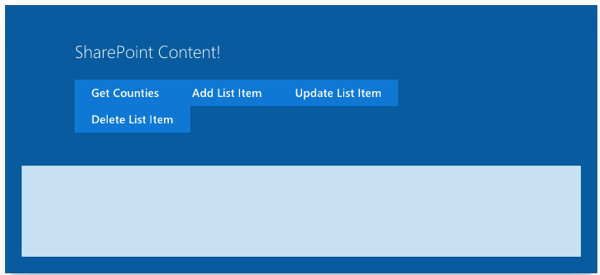 SharePoint Content!
Get Counties Add List Item Update List Item
Delete List Item